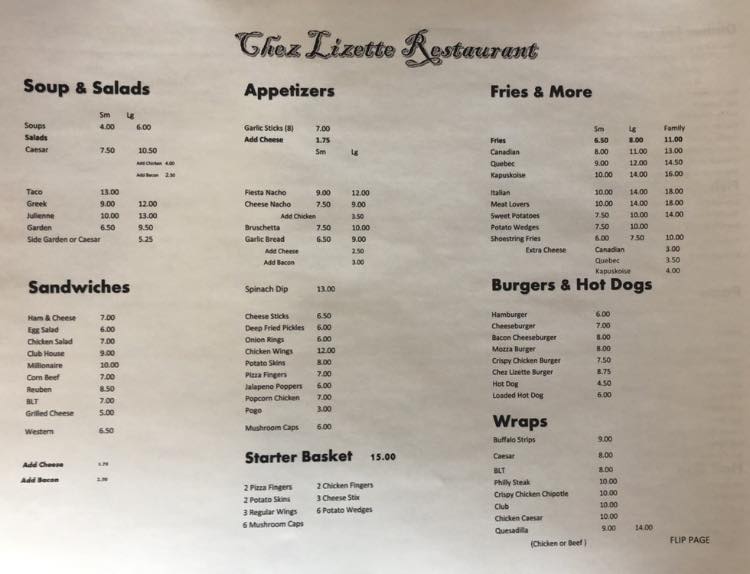 Chez Lizette Restaurant
Soup & Salads
Sm Lg
Soups 4.00 6.00
Salads
Caesar 7.50 10.50
Add Chicken 4.00
Add Bacon 2.50
Taco 13.00
Greek 9.00 12.00
Julienne 10.00 13.00
Garden 6.50 9.50
Side Garden or Caesar 5.25
Sandwiches
Ham & Cheese 7.00
Egg Salad 6.00
Chicken Salad 7.00
Club House 9.00
Millionaire 10.00
Corn Beef 7.00
Reuben 8.50
BLT 7.00
Grilled Cheese 5.00
Western 6.50
Add Cheese
Add Bacon
Appetizers
Garlic Sticks (8) 7.00
Add Cheese 1.75
Sm Lg
Fiesta Nacho 9.00 12.00
Cheese Nacho 7.50 9.00
Add Chicken 3.50
Bruschetta 7.50 10.00
Garlic Bread 6.50 9.00
Add Cheese 2.50
Add Bacon 3.00
Spinach Dip 13.00
Cheese Sticks 6.50
Deep Fried Pickles 6.00
Onion Rings 6.00
Chicken Wings 12.00
Potato Skins 8.00
Pizza Fingers 7.00
Jalapeno Poppers 6.00
Popcorn Chicken 7.00
Pogo 3.00
Mushroom Caps 6.00
Starter Basket 15.00
2 Pizza Fingers 2 Chicken Fingers
2 Potato Skins 3 Cheese Stix
3 Regular Wings 6 Potato Wedges
6 Mushroom Caps
Fries & More
Sm Lg Family
Fries 6.50 8.00 11.00
Canadian 8.00 11.00 13.00
Quebec 9.00 12.00 14.50
Kapuskoise 10.00 14.00 16.00
Italian 10.00 14.00 18.00
Meat Lovers 10.00 14.00 18.00
Sweet Potatoes 7.50 10.00 14.00
Potato Wedges 7.50 10.00
Shoestring Fries 6.00 7.50 10.00
Extra Cheese Canadian 3.00
Quebec 3.50
Kapuskoise 4.00
Burgers & Hot Dogs
Hamburger 6.00
Cheeseburger 7.00
Bacon Cheeseburger 8.00
Mozza Burger 8.00
Crispy Chicken Burger 7.50
Chez Lizette Burger 8.75
Hot Dog 4.50
Loaded Hot Dog 6.00
Wraps
Buffalo Strips 9.00
Caesar 8.00
BLT 8.00
Philly Steak 10.00
Crispy Chicken Chipotle 10.00
Club 10.00
Chicken Caesar 10.00
Quesadilla 9.00 14.00
(Chicken or Beef)
FLIP PAGE